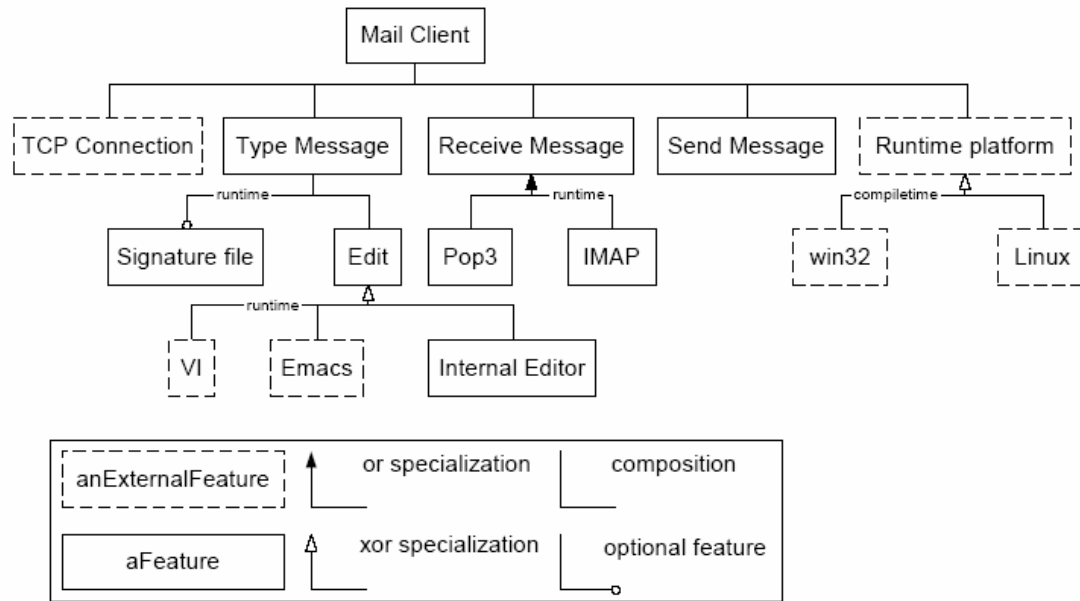 Mail Client
TCP Connection
Type Message
Receive Message
Send Message
Runtime platform
runtime
runtime
compiletime
Signature file
Edit
Pop3
IMAP
win32
Linux
runtime
VI
Emacs
Internal Editor
anExternalFeature
or specialization
composition
aFeature
xor specialization
optional feature